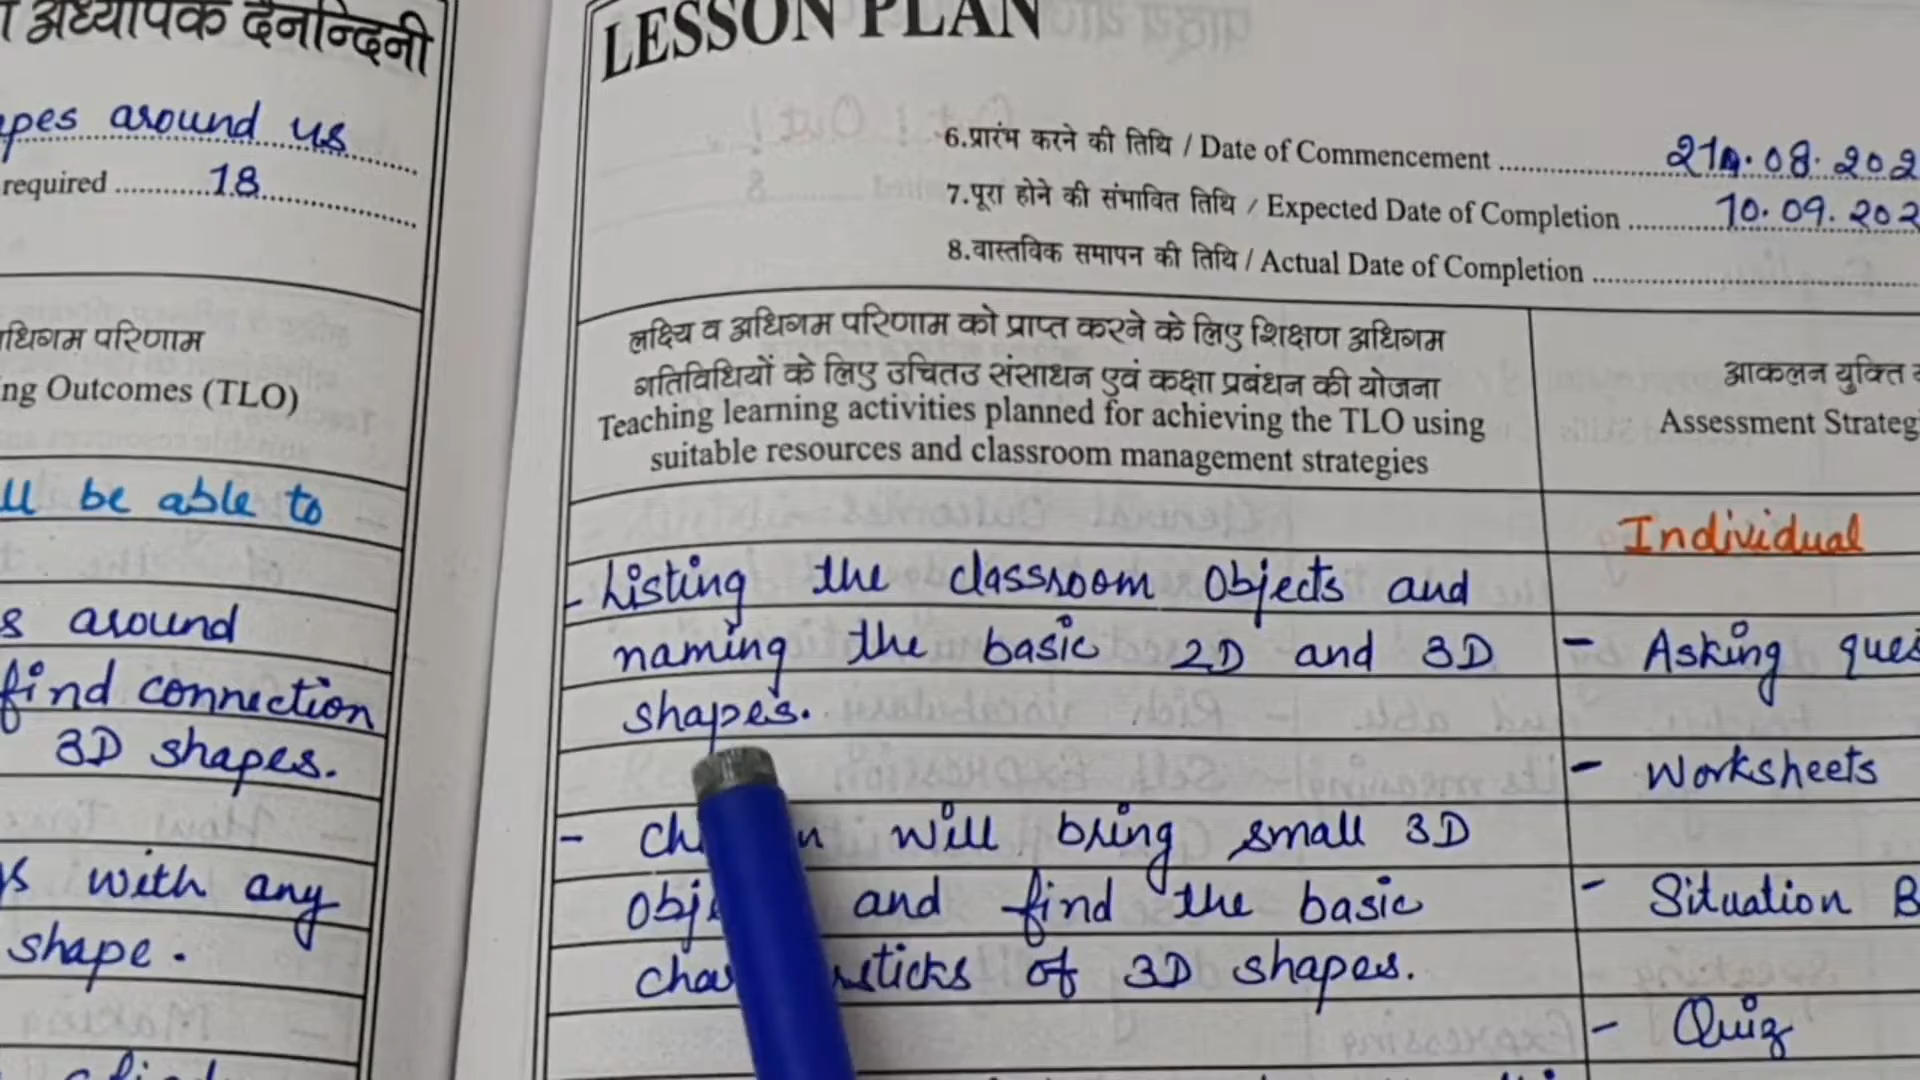 अध्यापक दैनन्दिनी
around us
required ............18
धिगम परिणाम
ng Outcomes (TLO)
be able to
s around
find connection
3D shapes.
with any
shape.
LESSON PLAN
6.प्रारंभ करने की तिथि / Date of Commencement ............
7.पूरा होने की संभावित तिथि / Expected Date of Completion ............ 10.09.202
8.वास्तविक समापन की तिथि / Actual Date of Completion ............
लक्ष्यि व अधिगम परिणाम को प्राप्त करने के लिए शिक्षण अधिगम
गतिविधियों के लिए उचितउ संसाधन एवं कक्षा प्रबंधन की योजना
Teaching learning activities planned for achieving the TLO using
suitable resources and classroom management strategies
- Listing the classroom objects and
naming the basic 2D and 3D
shapes.
- will bring small 3D
and find the basic
of 3D shapes.
आकलन युक्ति
Assessment Strateg
Individual
- Asking ques
- Worksheets
- Situation B
- Quiz